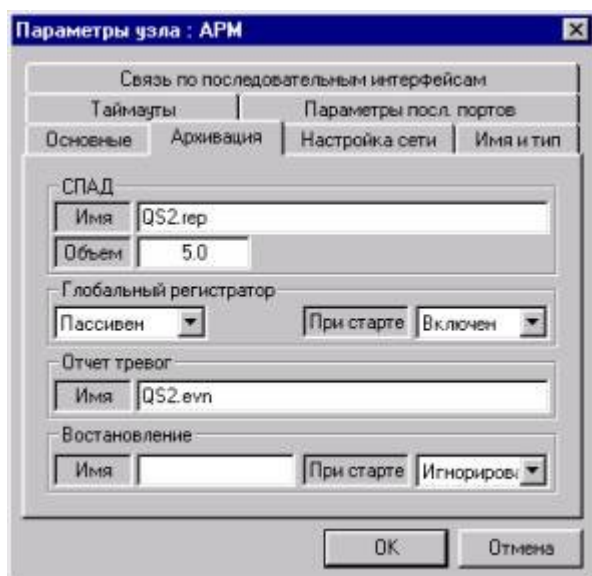 Параметры узла : АРМ
Связь по последовательным интерфейсам
Таймауты Параметры посл. портов
Основные Архивация Настройка сети Имя и тип
СПАД
Имя QS2.rep
Объем 5.0
Глобальный регистратор
Пассивен При старте Включен
Отчет тревог
Имя QS2.evn
Востановление
Имя При старте Игнорирова
OK Отмена